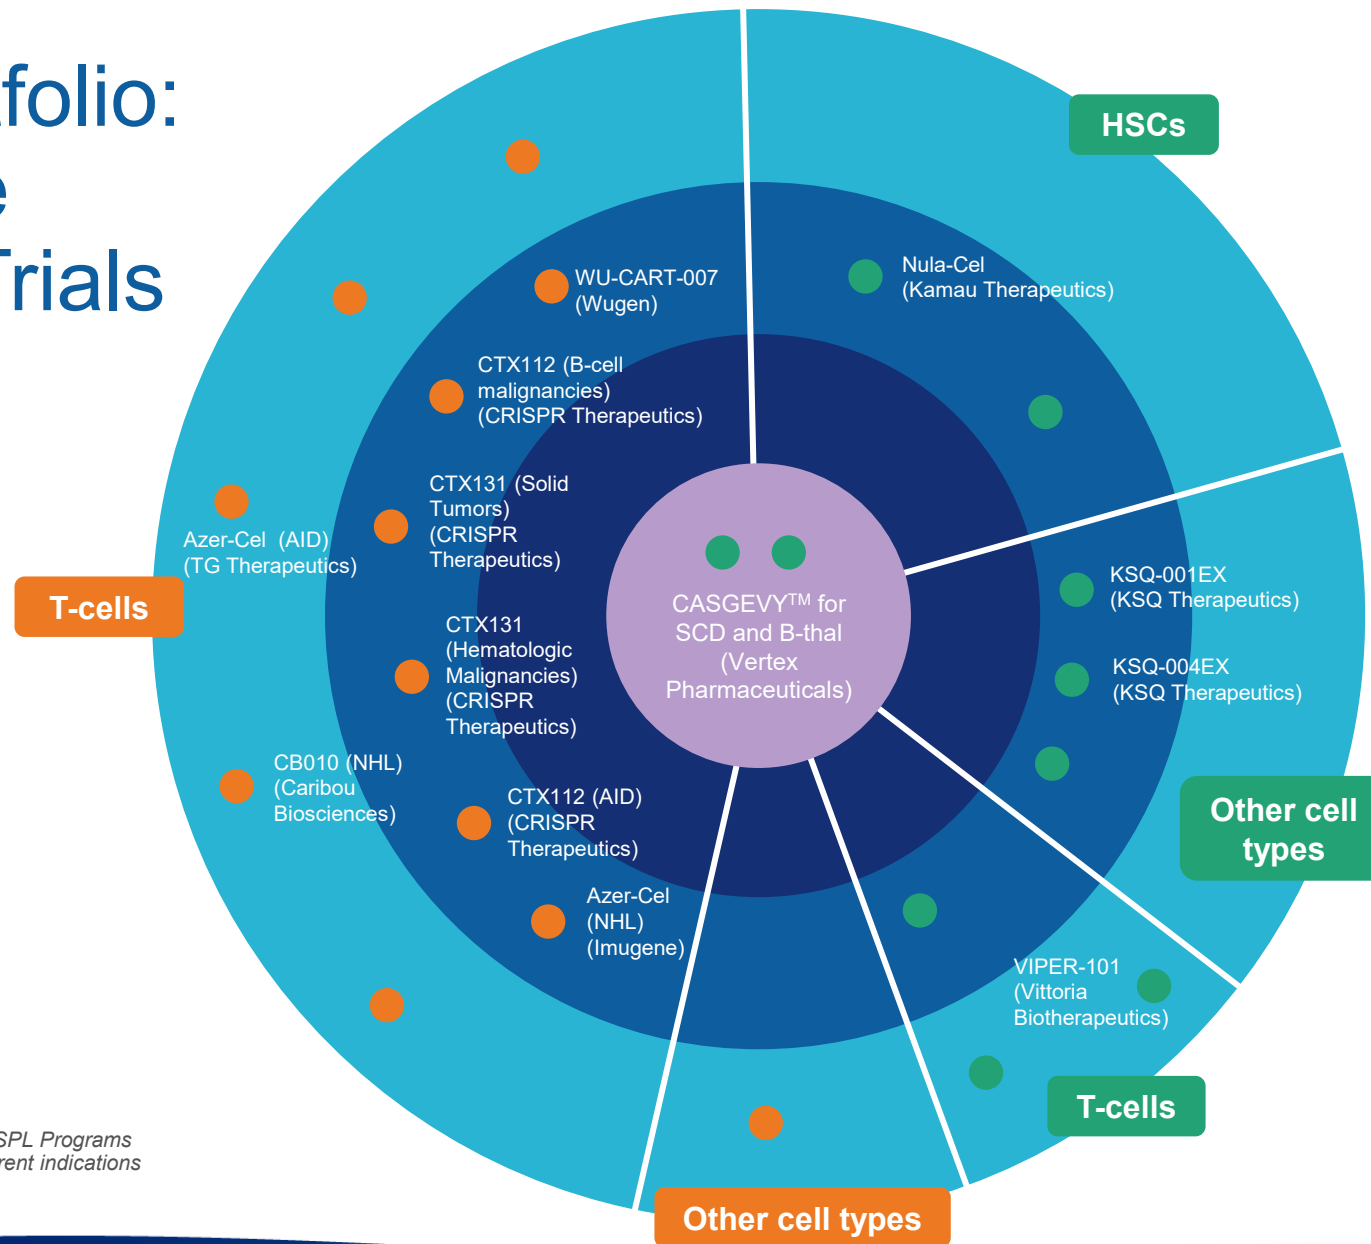 folio:
e
Trials
HSCs
WU-CART-007
(Wugen)
Nula-Cel
(Kamau Therapeutics)
CTX112 (B-cell
malignancies)
(CRISPR Therapeutics)
CTX131 (Solid
Tumors)
(CRISPR
Therapeutics)
Azer-Cel (AID)
(TG Therapeutics)
T-cells
CASGEVY™ for
SCD and B-thal
(Vertex
Pharmaceuticals)
KSQ-001EX
(KSQ Therapeutics)
KSQ-004EX
(KSQ Therapeutics)
CTX131
(Hematologic
Malignancies)
(CRISPR
Therapeutics)
CB010 (NHL)
(Caribou
Biosciences)
CTX112 (AID)
(CRISPR
Therapeutics)
Other cell
types
Azer-Cel
(NHL)
(Imugene)
VIPER-101
(Vittoria
Biotherapeutics)
T-cells
SPL Programs
rent indications
Other cell types